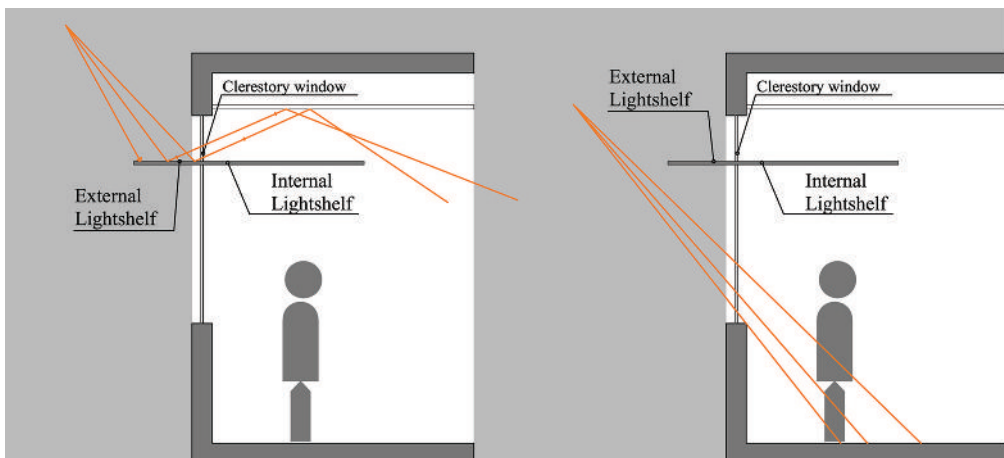 Clerestory window
External
Lightshelf
Internal
Lightshelf
External
Lightshelf
Clerestory window
Internal
Lightshelf